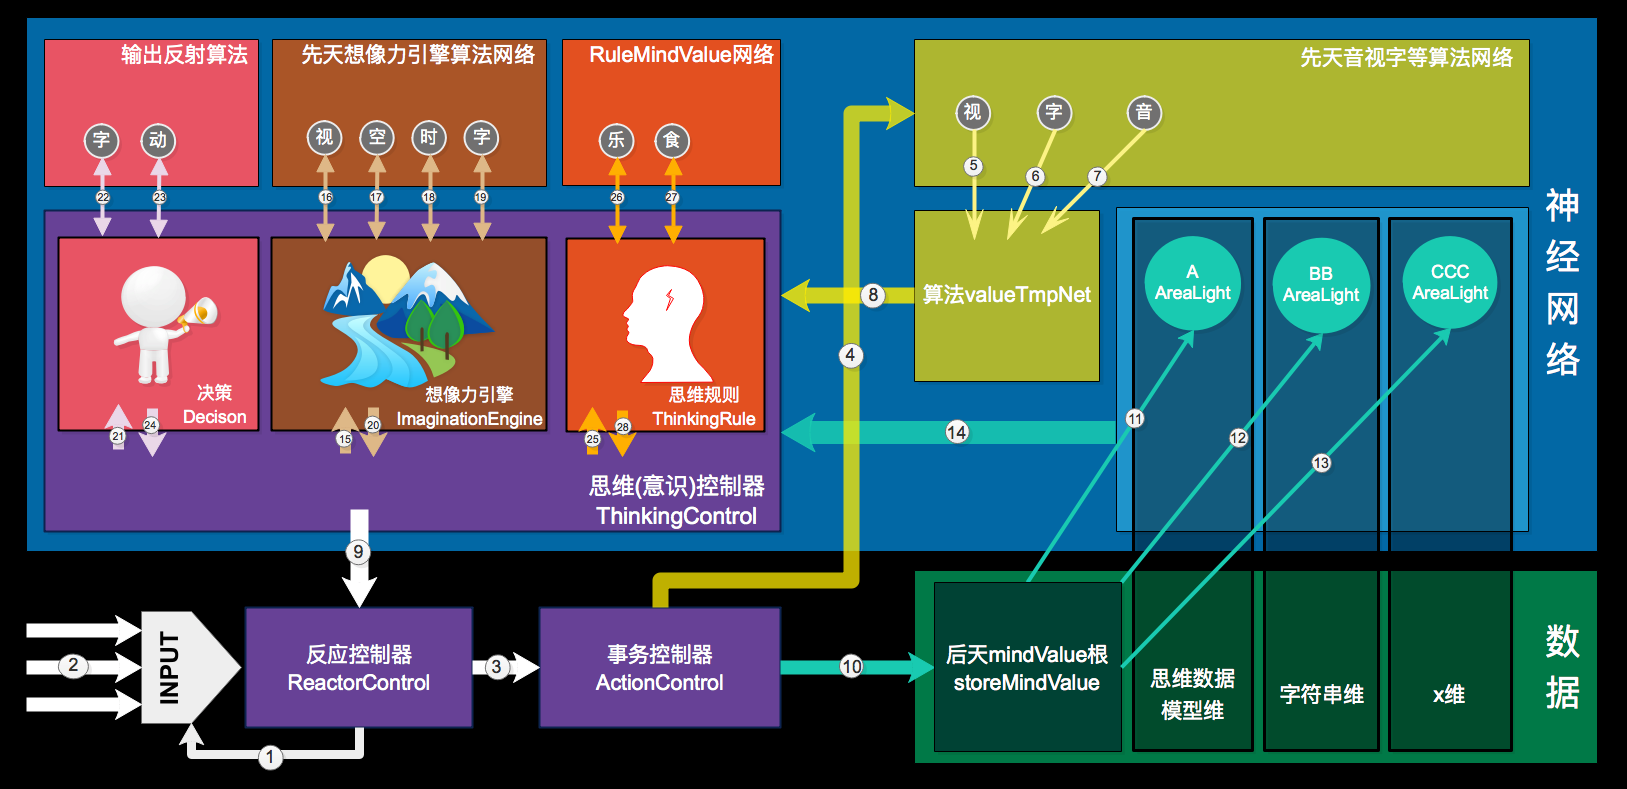 输出反射算法
字
动
22
23
先天想像力引擎算法网络
视
空
时
字
16
17
18
19
RuleMindValue网络
乐
食
26
27
先天音视字等算法网络
视
字
音
5
6
7
神经网络
决策
Decison
21
24
想像力引擎
ImaginationEngine
15
20
思维规则
ThinkingRule
25
28
思维(意识)控制器
ThinkingControl
8
4
14
算法valueTmpNet
A
AreaLight
BB
AreaLight
CCC
AreaLight
11
12
13
9
2
INPUT
1
反应控制器
ReactorControl
3
事务控制器
ActionControl
10
后天mindValue根
storeMindValue
思维数据
模型维
字符串维
x维
数据